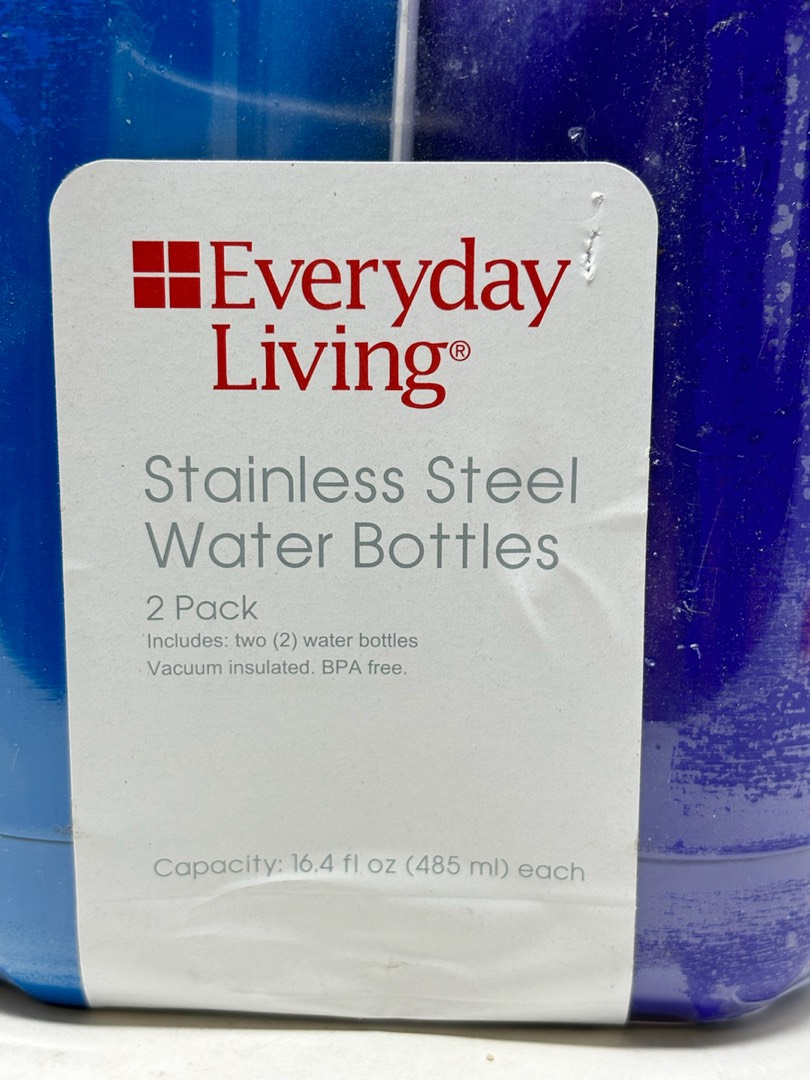 Everyday
Living®
Stainless Steel
Water Bottles
2 Pack
Includes: two (2) water bottles
Vacuum insulated. BPA free.
Capacity: 16.4 fl oz (485 ml) each